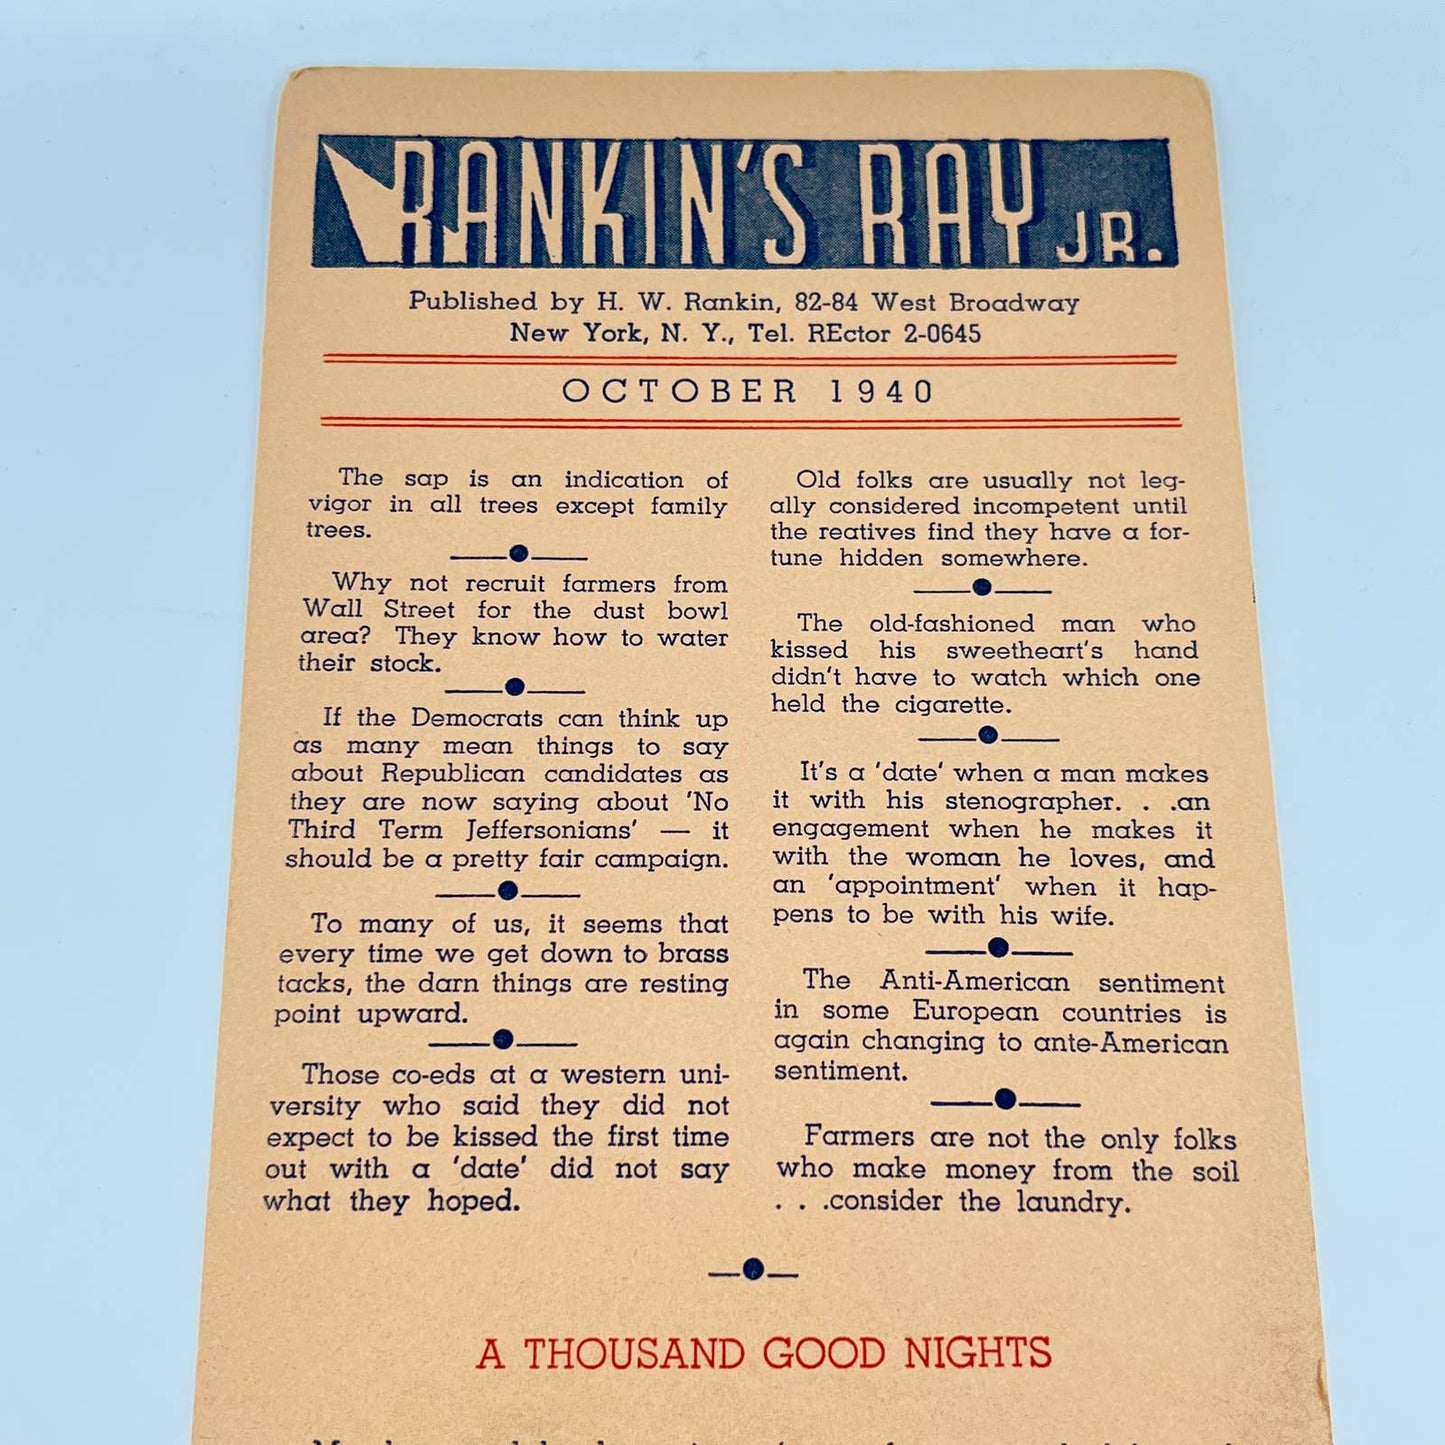 RANKIN'S RAY JR.
Published by H. W. Rankin, 82-84 West Broadway
New York, N. Y., Tel. REctor 2-0645
OCTOBER 1940
The sap is an indication of
vigor in all trees except family
trees.
Why not recruit farmers from
Wall Street for the dust bowl
area? They know how to water
their stock.
If the Democrats can think up
as many mean things to say
about Republican candidates as
they are now saying about 'No
Third Term Jeffersonians' — it
should be a pretty fair campaign.
To many of us, it seems that
every time we get down to brass
tacks, the darn things are resting
point upward.
Those co-eds at a western uni-
versity who said they did not
expect to be kissed the first time
out with a 'date' did not say
what they hoped.
Old folks are usually not leg-
ally considered incompetent until
the reatives find they have a for-
tune hidden somewhere.
The old-fashioned man who
kissed his sweetheart's hand
didn't have to watch which one
held the cigarette.
It's a 'date' when a man makes
it with his stenographer. . .an
engagement when he makes it
with the woman he loves, and
an 'appointment' when it hap-
pens to be with his wife.
The Anti-American sentiment
in some European countries is
again changing to ante-American
sentiment.
Farmers are not the only folks
who make money from the soil
. . .consider the laundry.
A THOUSAND GOOD NIGHTS